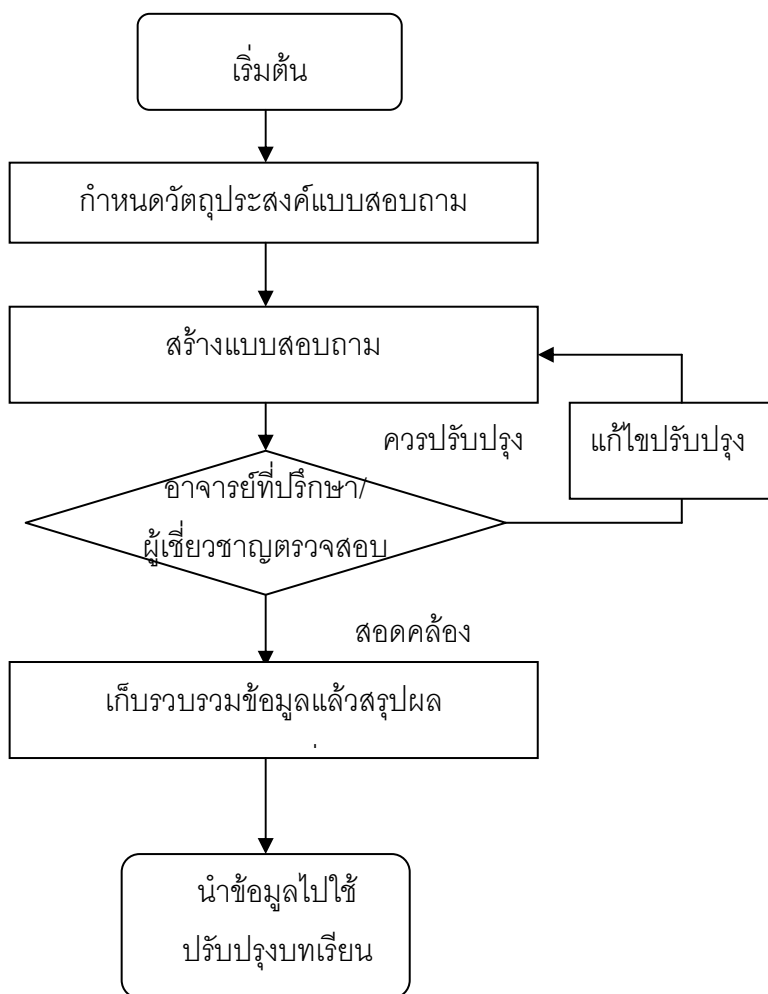 เริ่มต้น
กำหนดวัตถุประสงค์แบบสอบถาม
สร้างแบบสอบถาม
ควรปรับปรุง
แก้ไขปรับปรุง
อาจารย์ที่ปรึกษา/
ผู้เชี่ยวชาญตรวจสอบ
สอดคล้อง
เก็บรวบรวมข้อมูลแล้วสรุปผล
นำข้อมูลไปใช้
ปรับปรุงบทเรียน